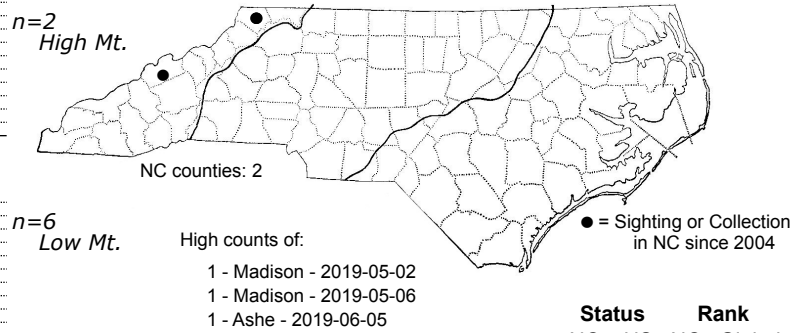 n=2
High Mt.
NC counties: 2
n=6
Low Mt.
High counts of:
1 - Madison - 2019-05-02
1 - Madison - 2019-05-06
1 - Ashe - 2019-06-05
● = Sighting or Collection
in NC since 2004
Status Rank